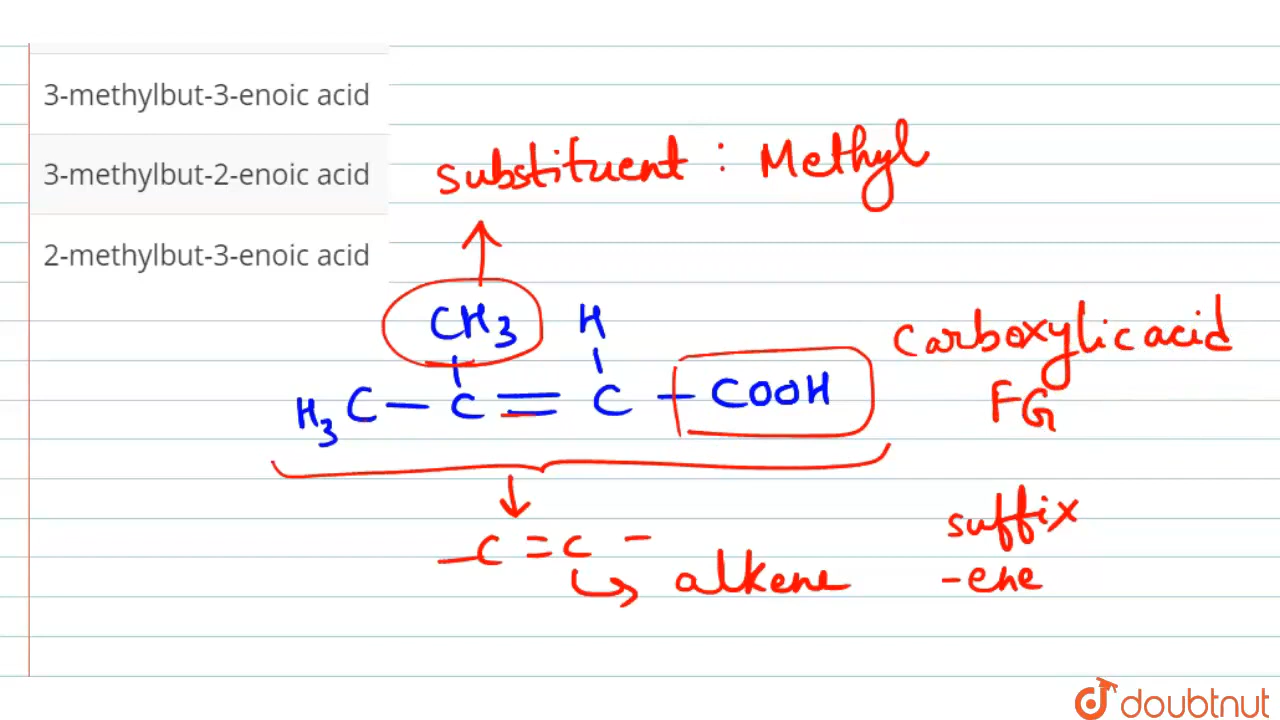 3-methylbut-3-enoic acid
3-methylbut-2-enoic acid
2-methylbut-3-enoic acid
substituent : Methyl
CH3 H
H3C — C = C — COOH
carboxylic acid
FG
— C = C —
alkene
suffix
-ene
doubtnut